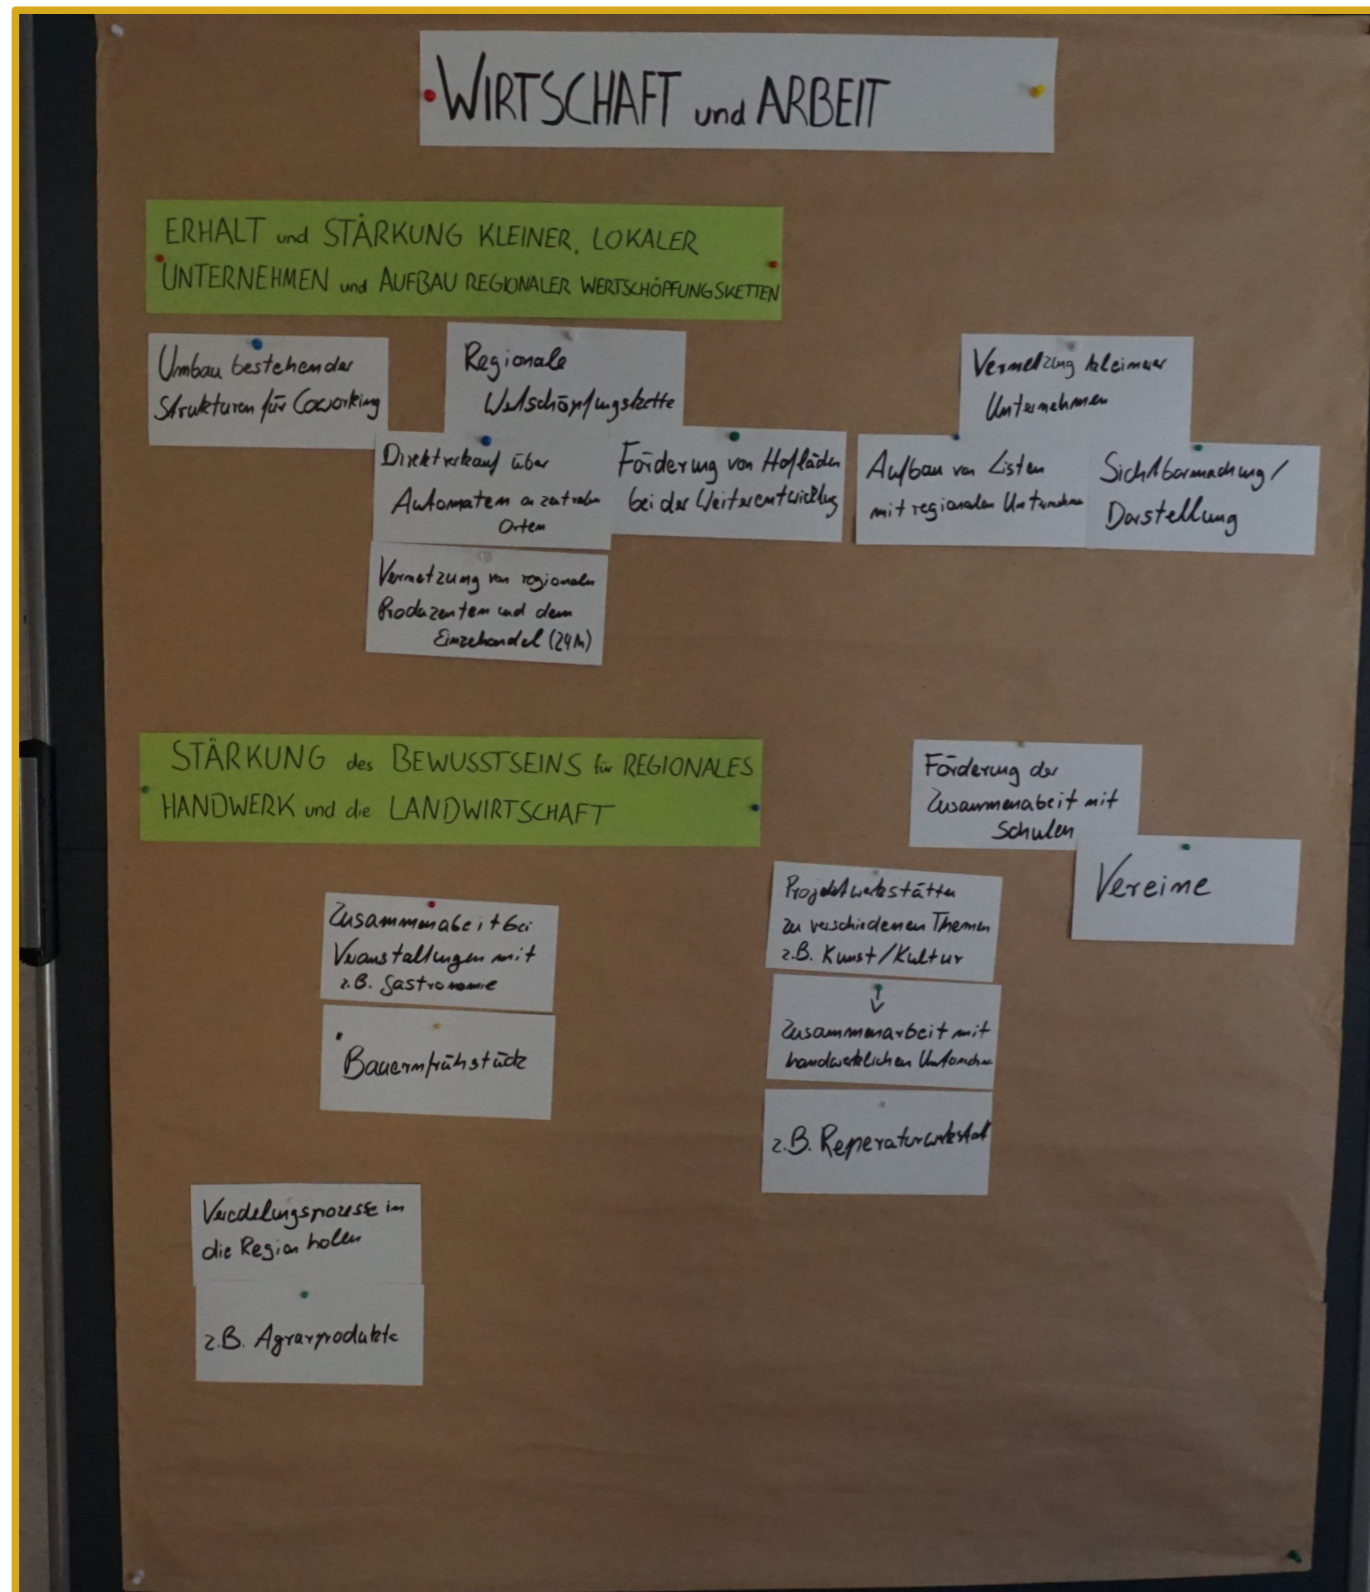 WIRTSCHAFT und ARBEIT
ERHALT und STÄRKUNG KLEINER, LOKALER
UNTERNEHMEN und AUFBAU REGIONALER WERTSCHÖPFUNGSKETTEN
Umbau bestehender
Strukturen für Coworking
Regionale
Wertschöpfungskette
Direktverkauf über
Automaten an zentralen
Orten
Förderung von Hofläden
bei der Weiterentwicklung
Vernetzung von regionalen
Produzenten und dem
Einzehandel (24h)
Vernetzung kleinerer
Unternehmen
Aufbau von Listen
mit regionalen Unternehmen
Sichtbarmachung/
Darstellung
STÄRKUNG des BEWUSSTSEINS für REGIONALES
HANDWERK und die LANDWIRTSCHAFT
Förderung der
Zusammenarbeit mit
Schulen
Vereine
Zusammenarbeit bei
Veranstaltungen mit
z.B. Gastronomie
Bauernfrühstück
Projektwerkstätten
zu verschiedenen Themen
z.B. Kunst/Kultur
↓
Zusammenarbeit mit
handwerklichen Unternehmen
z.B. Reperaturwerkstatt
Veredelungsprozesse in
die Region holen
z.B. Agrarprodukte